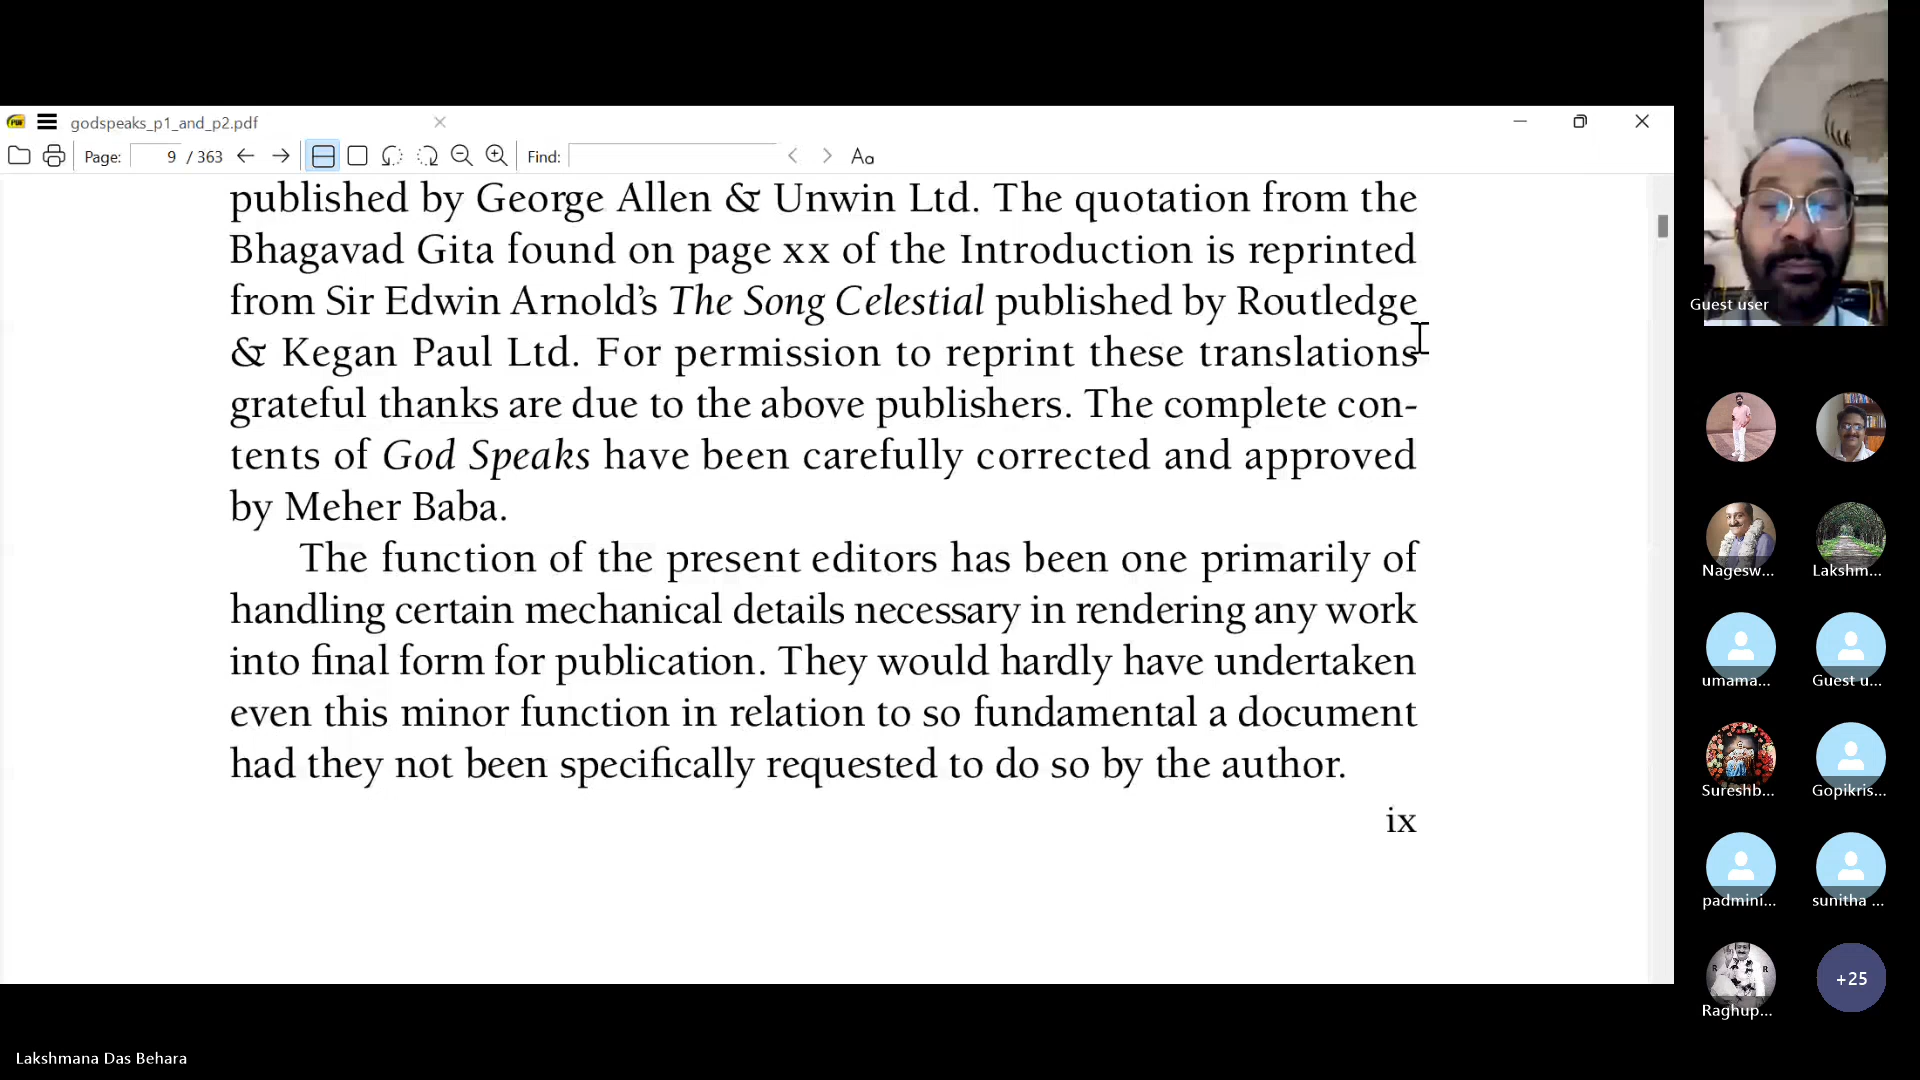 godspeaks_p1_and_p2.pdf
Page: 9 / 363 Find: Aa
published by George Allen & Unwin Ltd. The quotation from the
Bhagavad Gita found on page xx of the Introduction is reprinted
from Sir Edwin Arnold’s The Song Celestial published by Routledge
& Kegan Paul Ltd. For permission to reprint these translations
grateful thanks are due to the above publishers. The complete con-
tents of God Speaks have been carefully corrected and approved
by Meher Baba.
The function of the present editors has been one primarily of
handling certain mechanical details necessary in rendering any work
into final form for publication. They would hardly have undertaken
even this minor function in relation to so fundamental a document
had they not been specifically requested to do so by the author.
ix
Guest user
Nagesw... Lakshm...
umama... Guest u...
Sureshb... Gopikris...
padmini... sunitha ...
Raghup... +25
Lakshmana Das Behara